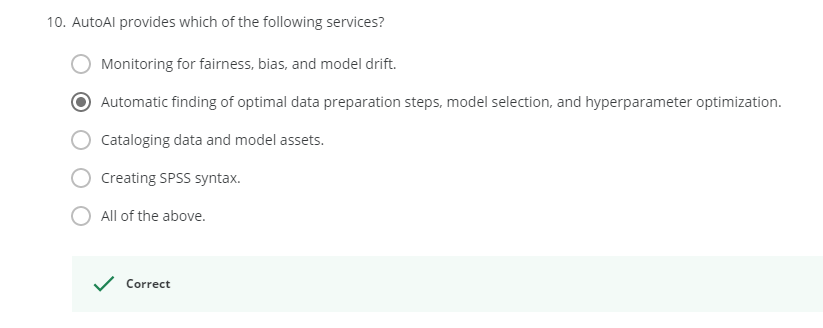 10. AutoAI provides which of the following services?
Monitoring for fairness, bias, and model drift.
Automatic finding of optimal data preparation steps, model selection, and hyperparameter optimization.
Cataloging data and model assets.
Creating SPSS syntax.
All of the above.
Correct